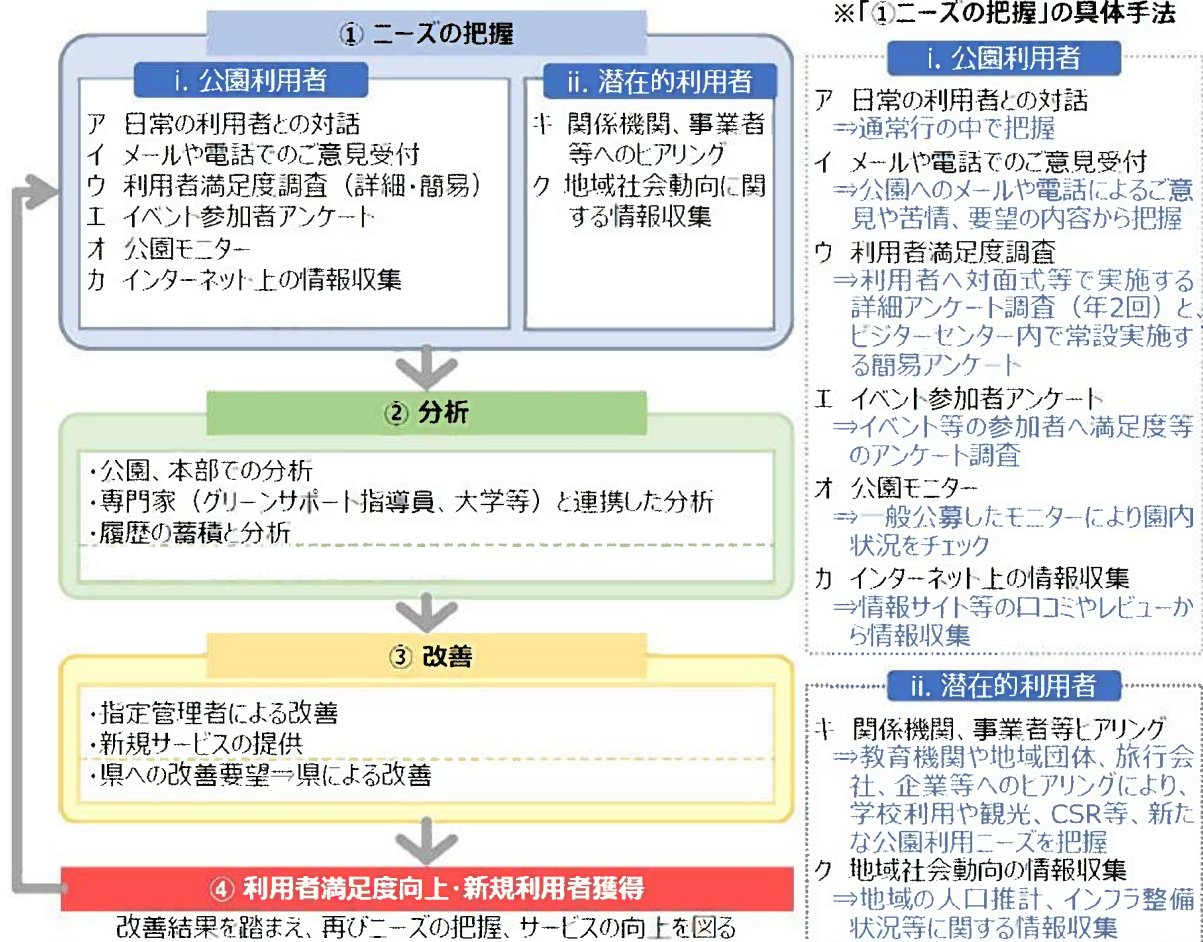 ① ニーズの把握
i. 公園利用者
ア 日常の利用者との対話
イ メールや電話でのご意見受付
ウ 利用者満足度調査（詳細・簡易）
エ イベント参加者アンケート
オ 公園モニター
カ インターネット上の情報収集
ii. 潜在的利用者
キ 関係機関、事業者
等へのヒアリング
ク 地域社会動向に関
する情報収集
② 分析
・公園、本部での分析
・専門家（グリーンサポート指導員、大学等）と連携した分析
・履歴の蓄積と分析
③ 改善
・指定管理者による改善
・新規サービスの提供
・県への改善要望⇒県による改善
④ 利用者満足度向上・新規利用者獲得
改善結果を踏まえ、再びニーズの把握、サービスの向上を図る
※「①ニーズの把握」の具体手法
i. 公園利用者
ア 日常の利用者との対話
⇒通常行の中で把握
イ メールや電話でのご意見受付
⇒公園へのメールや電話によるご意
見や苦情、要望の内容から把握
ウ 利用者満足度調査
⇒利用者へ対面式等で実施する
詳細アンケート調査（年2回）と、
ビジターセンター内で常設実施す
る簡易アンケート
エ イベント参加者アンケート
⇒イベント等の参加者へ満足度等
のアンケート調査
オ 公園モニター
⇒一般公募したモニターにより園内
状況をチェック
カ インターネット上の情報収集
⇒情報サイト等の口コミやレビューか
ら情報収集
ii. 潜在的利用者
キ 関係機関、事業者等ヒアリング
⇒教育機関や地域団体、旅行会
社、企業等へのヒアリングにより、
学校利用や観光、CSR等、新た
な公園利用ニーズを把握
ク 地域社会動向の情報収集
⇒地域の人口推計、インフラ整備
状況等に関する情報収集